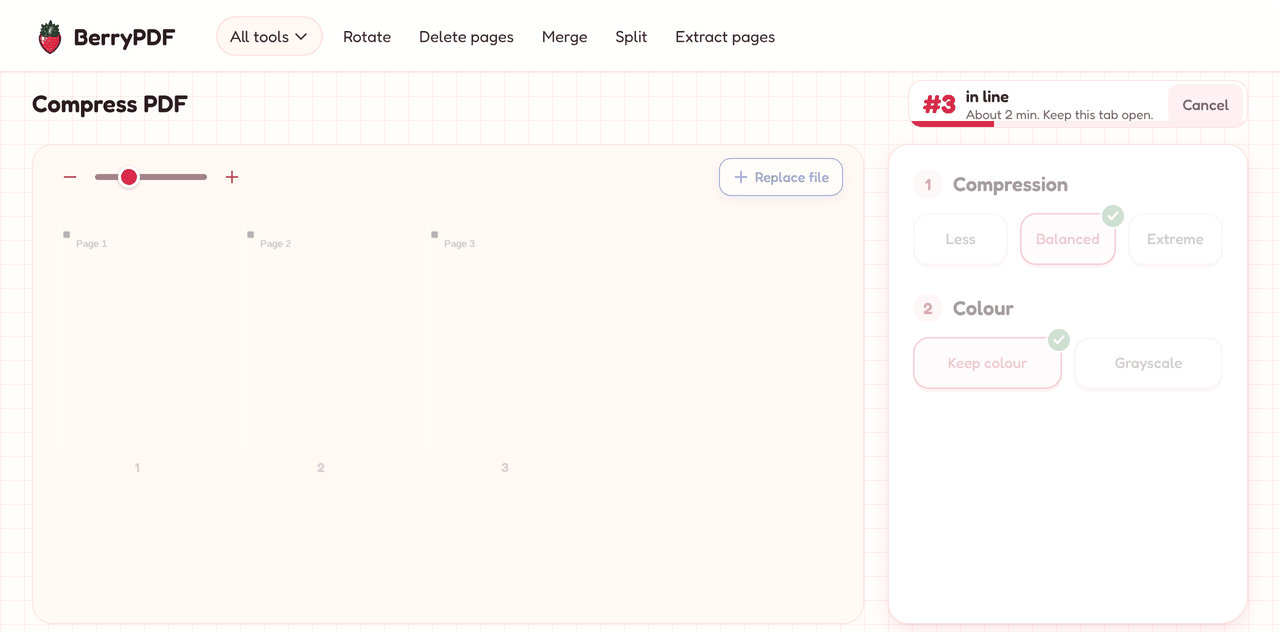 BerryPDF
All tools
Rotate
Delete pages
Merge
Split
Extract pages
Compress PDF
#3
in line
About 2 min. Keep this tab open.
Cancel
Replace file
Page 1
Page 2
Page 3
1
2
3
1 Compression
Less
Balanced
Extreme
2 Colour
Keep colour
Grayscale